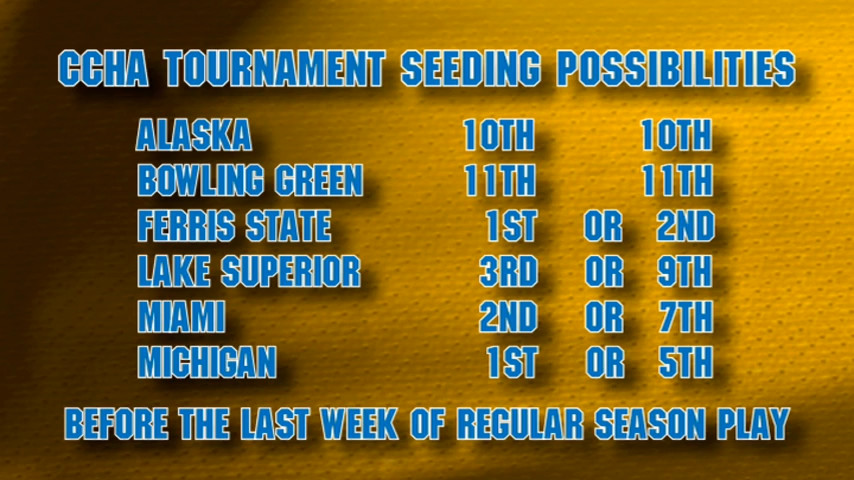 CCHA TOURNAMENT SEEDING POSSIBILITIES
ALASKA 10TH 10TH
BOWLING GREEN 11TH 11TH
FERRIS STATE 1ST OR 2ND
LAKE SUPERIOR 3RD OR 9TH
MIAMI 2ND OR 7TH
MICHIGAN 1ST OR 5TH
BEFORE THE LAST WEEK OF REGULAR SEASON PLAY